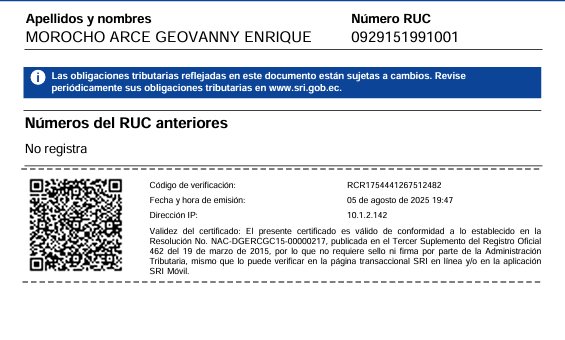 Apellidos y nombres
Número RUC
MOROCHO ARCE GEOVANNY ENRIQUE
0929151991001
Las obligaciones tributarias reflejadas en este documento están sujetas a cambios. Revise
periódicamente sus obligaciones tributarias en www.sri.gob.ec.
Números del RUC anteriores
No registra
Código de verificación:
RCR1754441267512482
Fecha y hora de emisión:
05 de agosto de 2025 19:47
Dirección IP:
10.1.2.142
Validez del certificado: El presente certificado es válido de conformidad a lo establecido en la
Resolución No. NAC-DGERCGC15-00000217, publicada en el Tercer Suplemento del Registro Oficial
462 del 19 de marzo de 2015, por lo que no requiere sello ni firma por parte de la Administración
Tributaria, mismo que lo puede verificar en la página transaccional SRI en línea y/o en la aplicación
SRI Móvil.